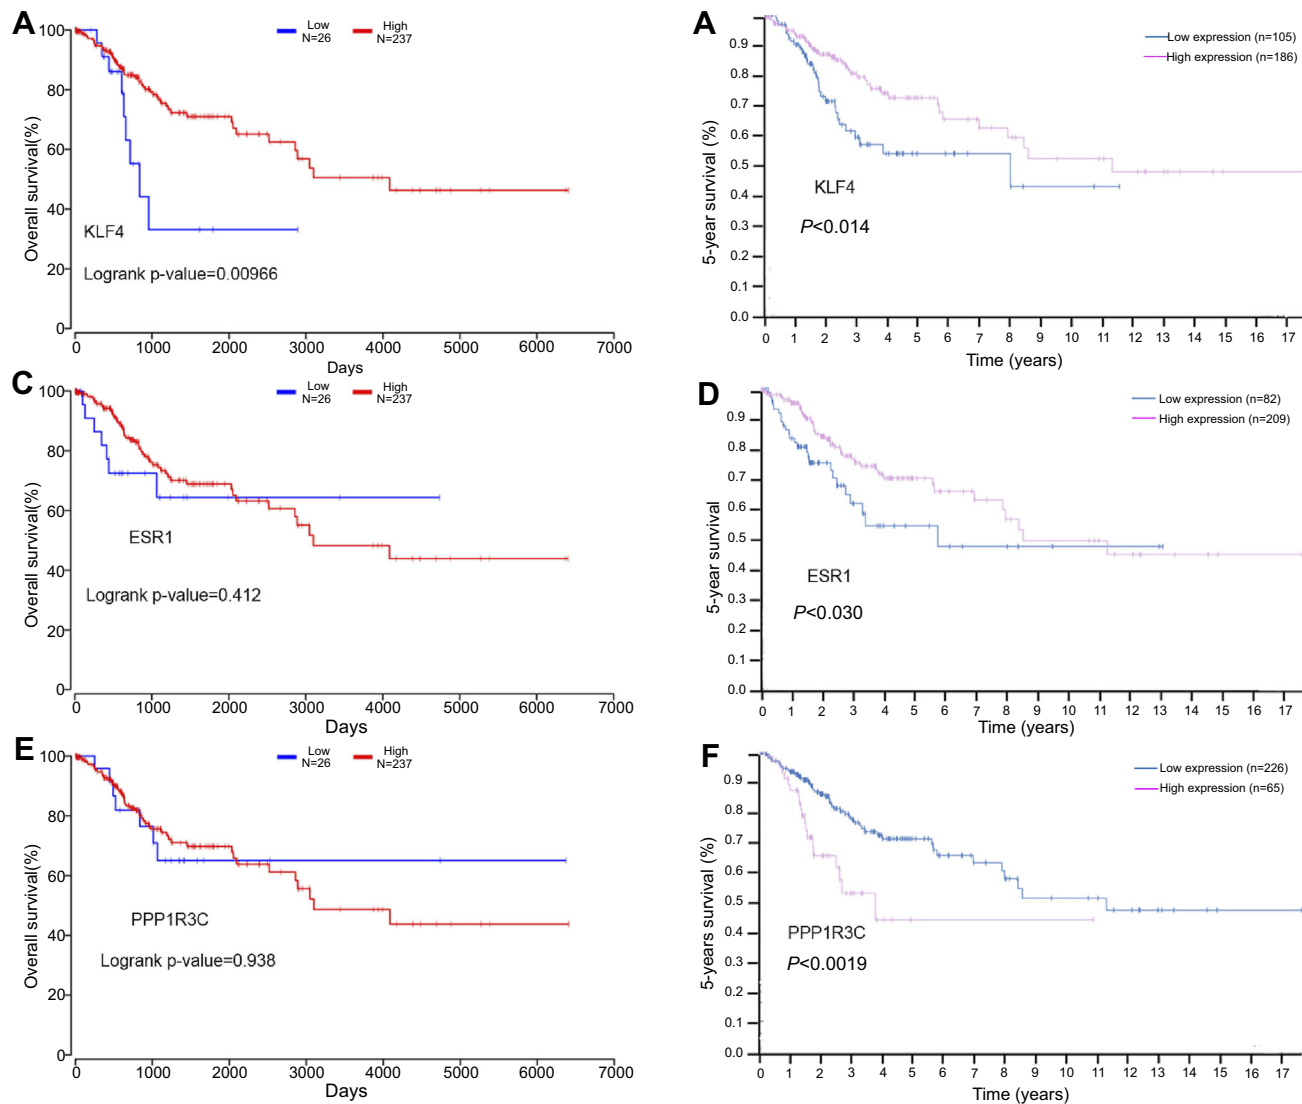 A
Low
N=26
High
N=237
100
80
60
40
20
0
Overall survival(%)
KLF4
Logrank p-value=0.00966
0 1000 2000 3000 4000 5000 6000 7000
Days
A
Low expression (n=105)
High expression (n=186)
0.9
0.8
0.7
0.6
0.5
0.4
0.3
0.2
0.1
0.0
5-year survival (%)
KLF4
P<0.014
0 1 2 3 4 5 6 7 8 9 10 11 12 13 14 15 16 17
Time (years)
C
Low
N=26
High
N=237
100
80
60
40
20
0
Overall survival(%)
ESR1
Logrank p-value=0.412
0 1000 2000 3000 4000 5000 6000 7000
Days
D
Low expression (n=82)
High expression (n=209)
0.9
0.8
0.7
0.6
0.5
0.4
0.3
0.2
0.1
0.0
5-year survival
ESR1
P<0.030
0 1 2 3 4 5 6 7 8 9 10 11 12 13 14 15 16 17
Time (years)
E
Low
N=26
High
N=237
100
80
60
40
20
0
Overall survival(%)
PPP1R3C
Logrank p-value=0.938
0 1000 2000 3000 4000 5000 6000 7000
Days
F
Low expression (n=226)
High expression (n=65)
0.9
0.8
0.7
0.6
0.5
0.4
0.3
0.2
0.1
0.0
5-years survival (%)
PPP1R3C
P<0.0019
0 1 2 3 4 5 6 7 8 9 10 11 12 13 14 15 16 17
Time (years)